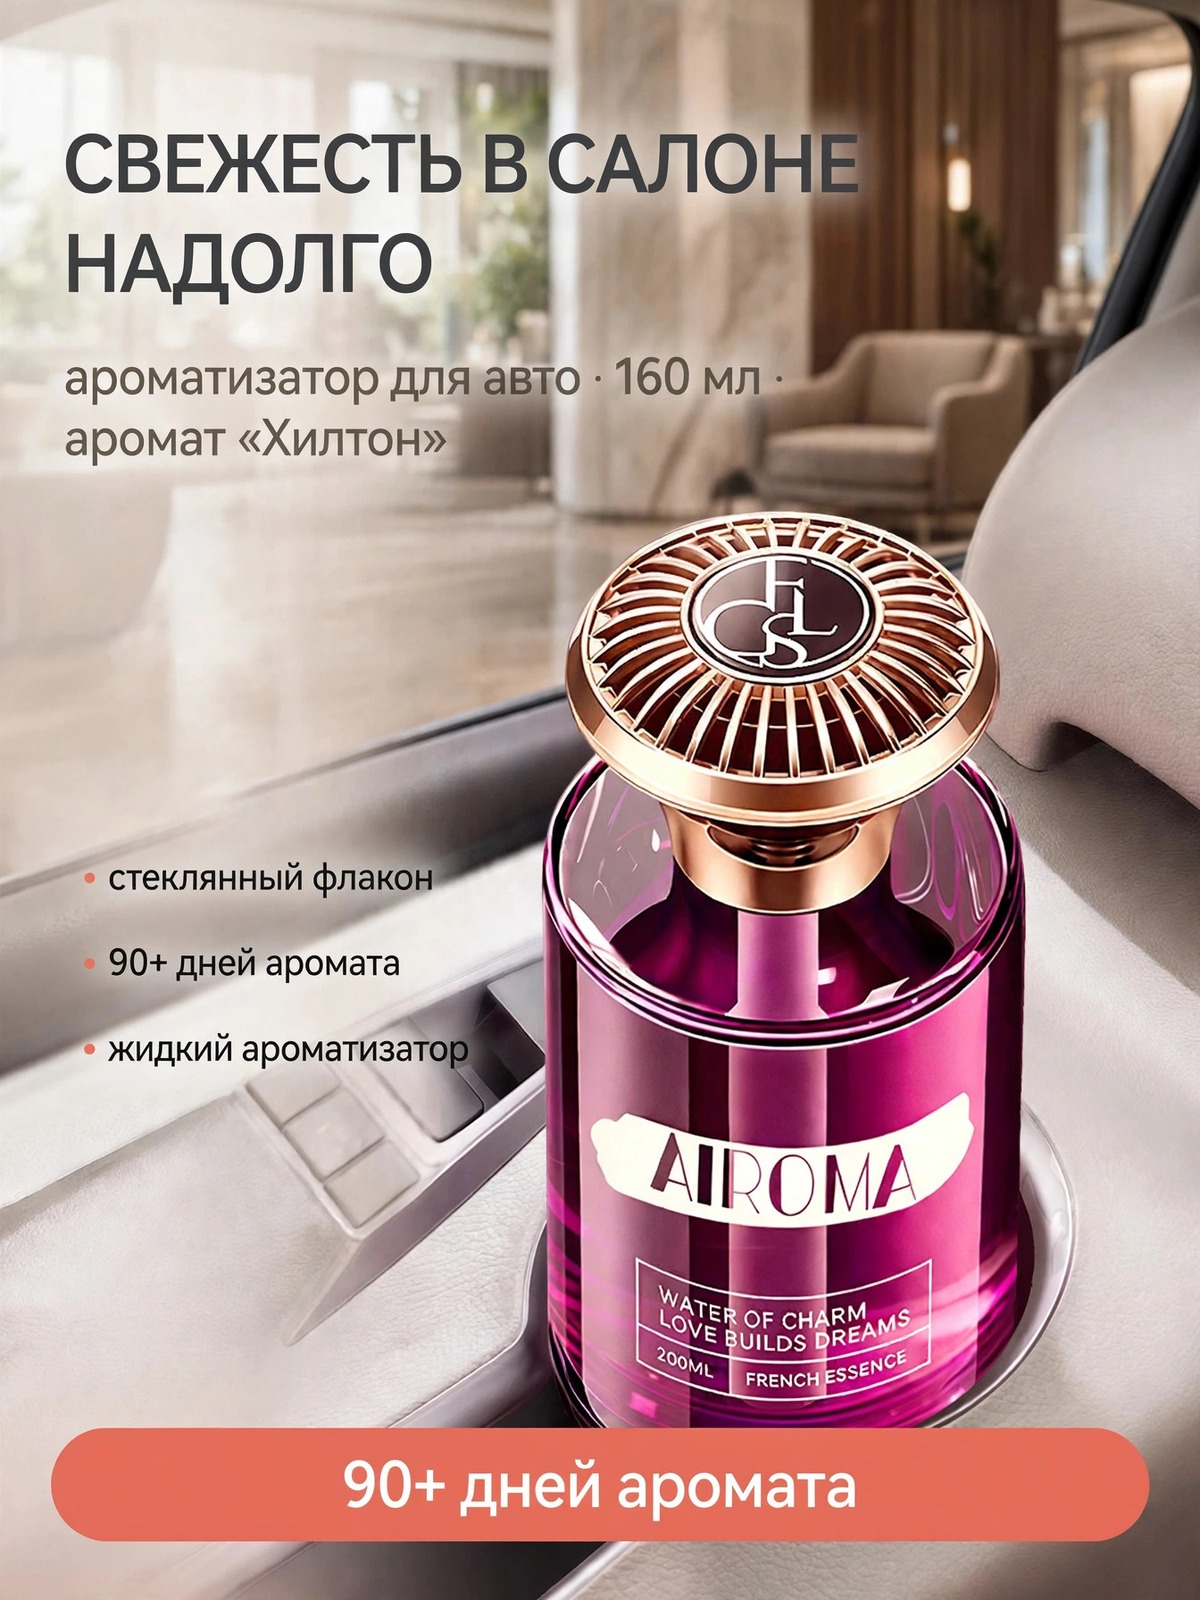 СВЕЖЕСТЬ В САЛОНЕ
НАДОЛГО
ароматизатор для авто · 160 мл ·
аромат «Хилтон»
стеклянный флакон
90+ дней аромата
жидкий ароматизатор
AIROMA
WATER OF CHARM
LOVE BUILDS DREAMS
200ML
FRENCH ESSENCE
90+ дней аромата